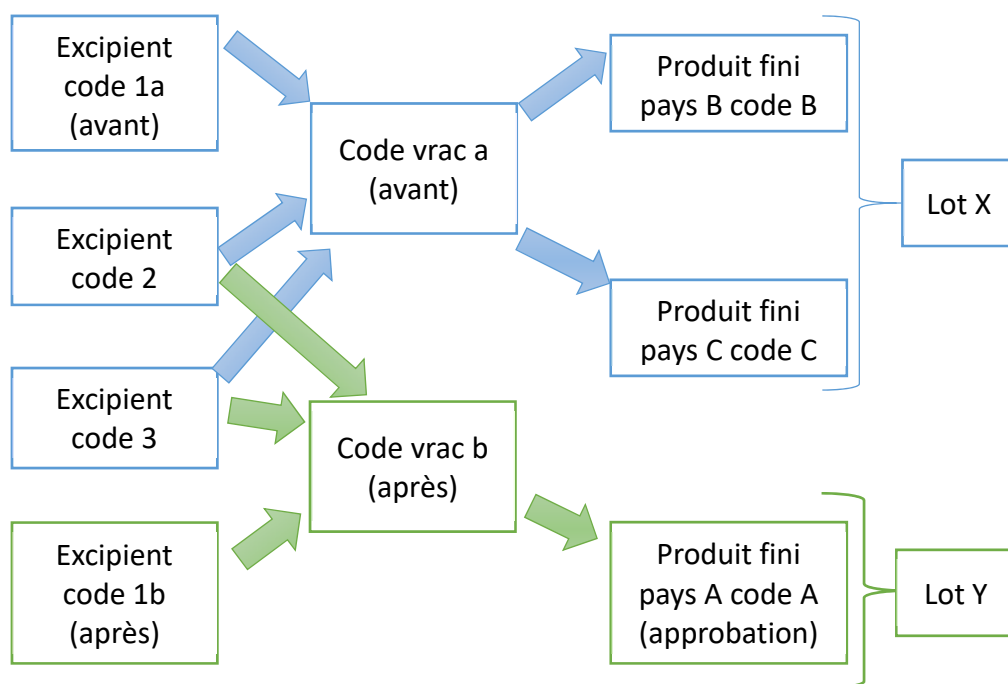 Excipient
code 1a
(avant)
Excipient
code 2
Excipient
code 3
Excipient
code 1b
(après)
Code vrac a
(avant)
Code vrac b
(après)
Produit fini
pays B code B
Produit fini
pays C code C
Produit fini
pays A code A
(approbation)
Lot X
Lot Y